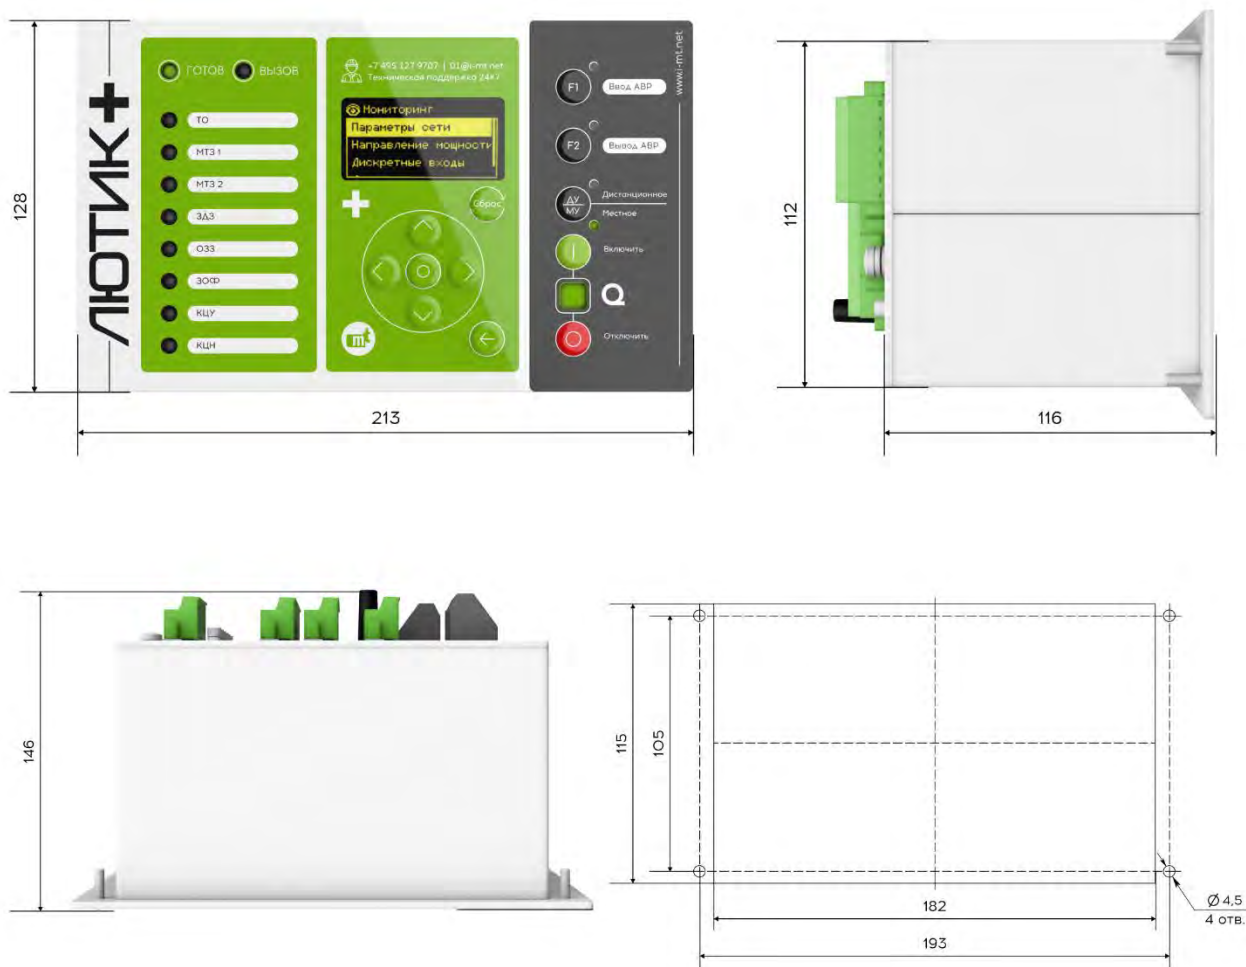 ЛЮТИК+
ГОТОВ
ВЫЗОВ
ТО
МТЗ 1
МТЗ 2
ЗДЗ
ОЗЗ
ЗОФ
КЦУ
КЦН
+7 495 127 9707 | 01@i-mt.net
Техническая поддержка 24х7
Мониторинг
Параметры сети
Направление мощности
Дискретные входы
Сброс
mt
F1
Ввод АВР
F2
Вывод АВР
ДУ
МУ
Дистанционное
Местное
Включить
Q
Отключить
www.i-mt.net
128
213
112
116
146
115
105
182
193
Ø 4,5
4 отв.